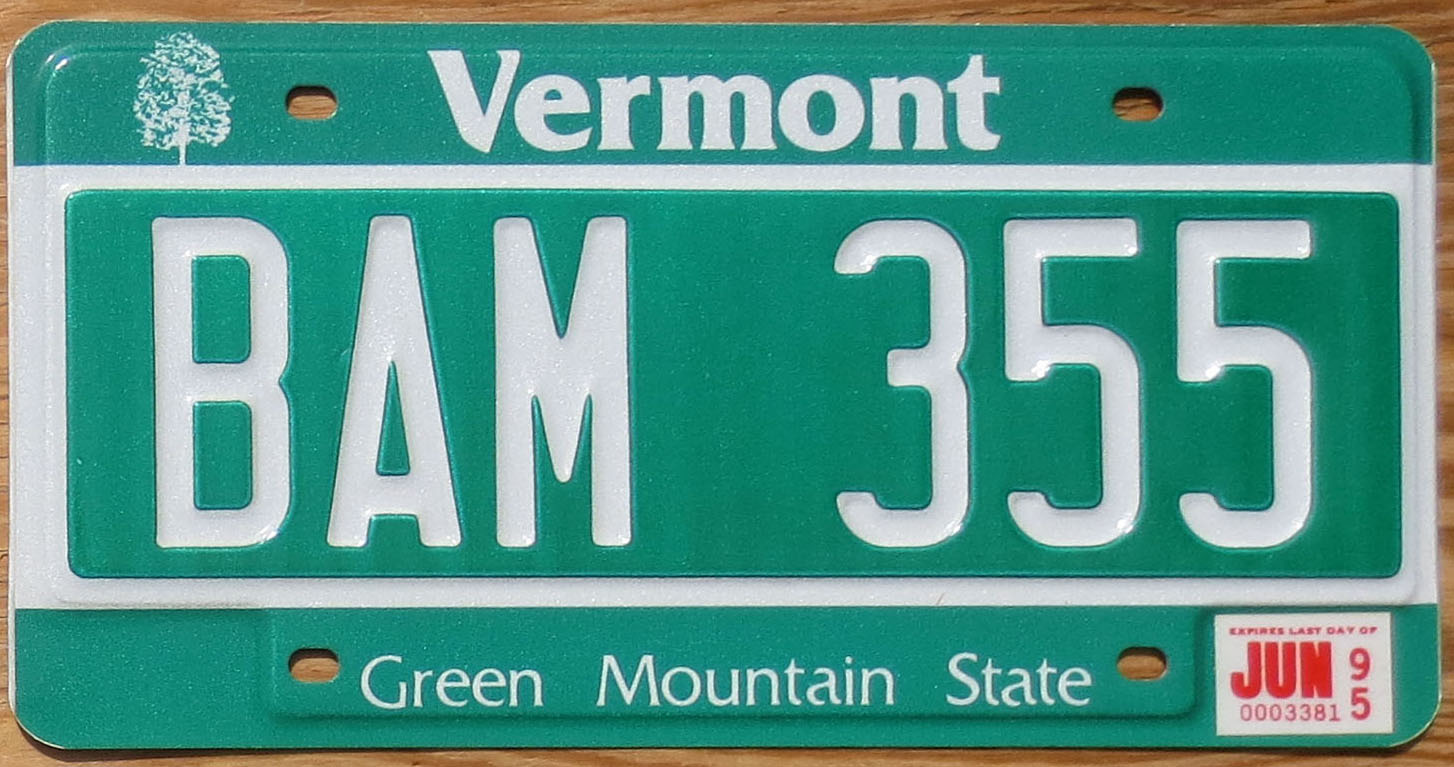 Vermont
BAM 355
Green Mountain State
EXPIRES LAST DAY OF
JUN 95
0003381